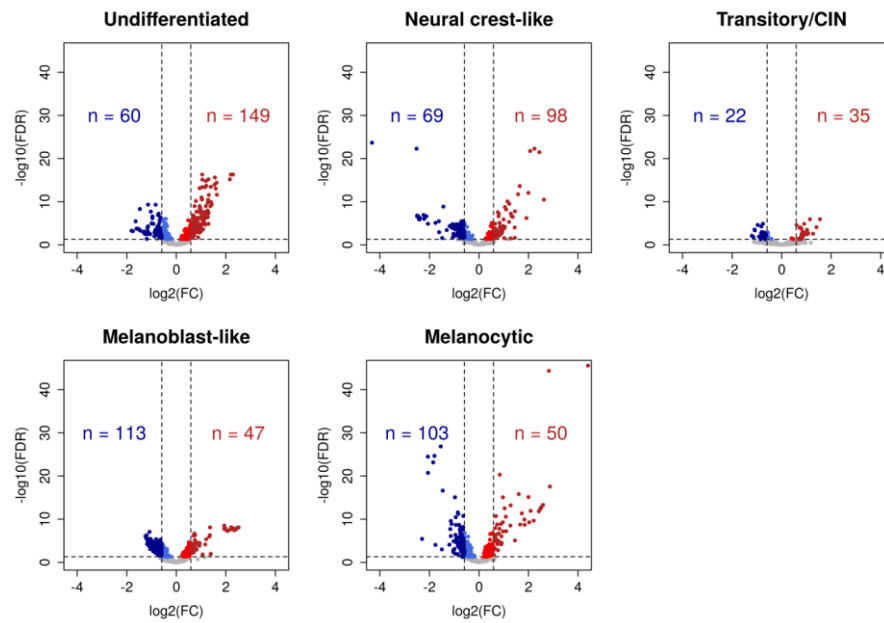 Undifferentiated
-log10(FDR)
40
30
20
10
0
n = 60
n = 149
-4
-2
0
2
4
log2(FC)
Neural crest-like
-log10(FDR)
40
30
20
10
0
n = 69
n = 98
-4
-2
0
2
4
log2(FC)
Transitory/CIN
-log10(FDR)
40
30
20
10
0
n = 22
n = 35
-4
-2
0
2
4
log2(FC)
Melanoblast-like
-log10(FDR)
40
30
20
10
0
n = 113
n = 47
-4
-2
0
2
4
log2(FC)
Melanocytic
-log10(FDR)
40
30
20
10
0
n = 103
n = 50
-4
-2
0
2
4
log2(FC)